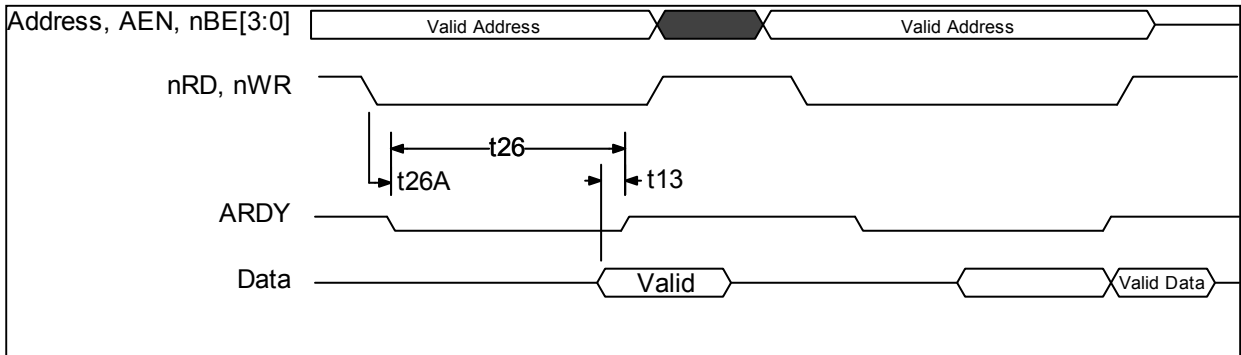 Address, AEN, nBE[3:0]
Valid Address
Valid Address
nRD, nWR
t26
t26A
t13
ARDY
Data
Valid
Valid Data